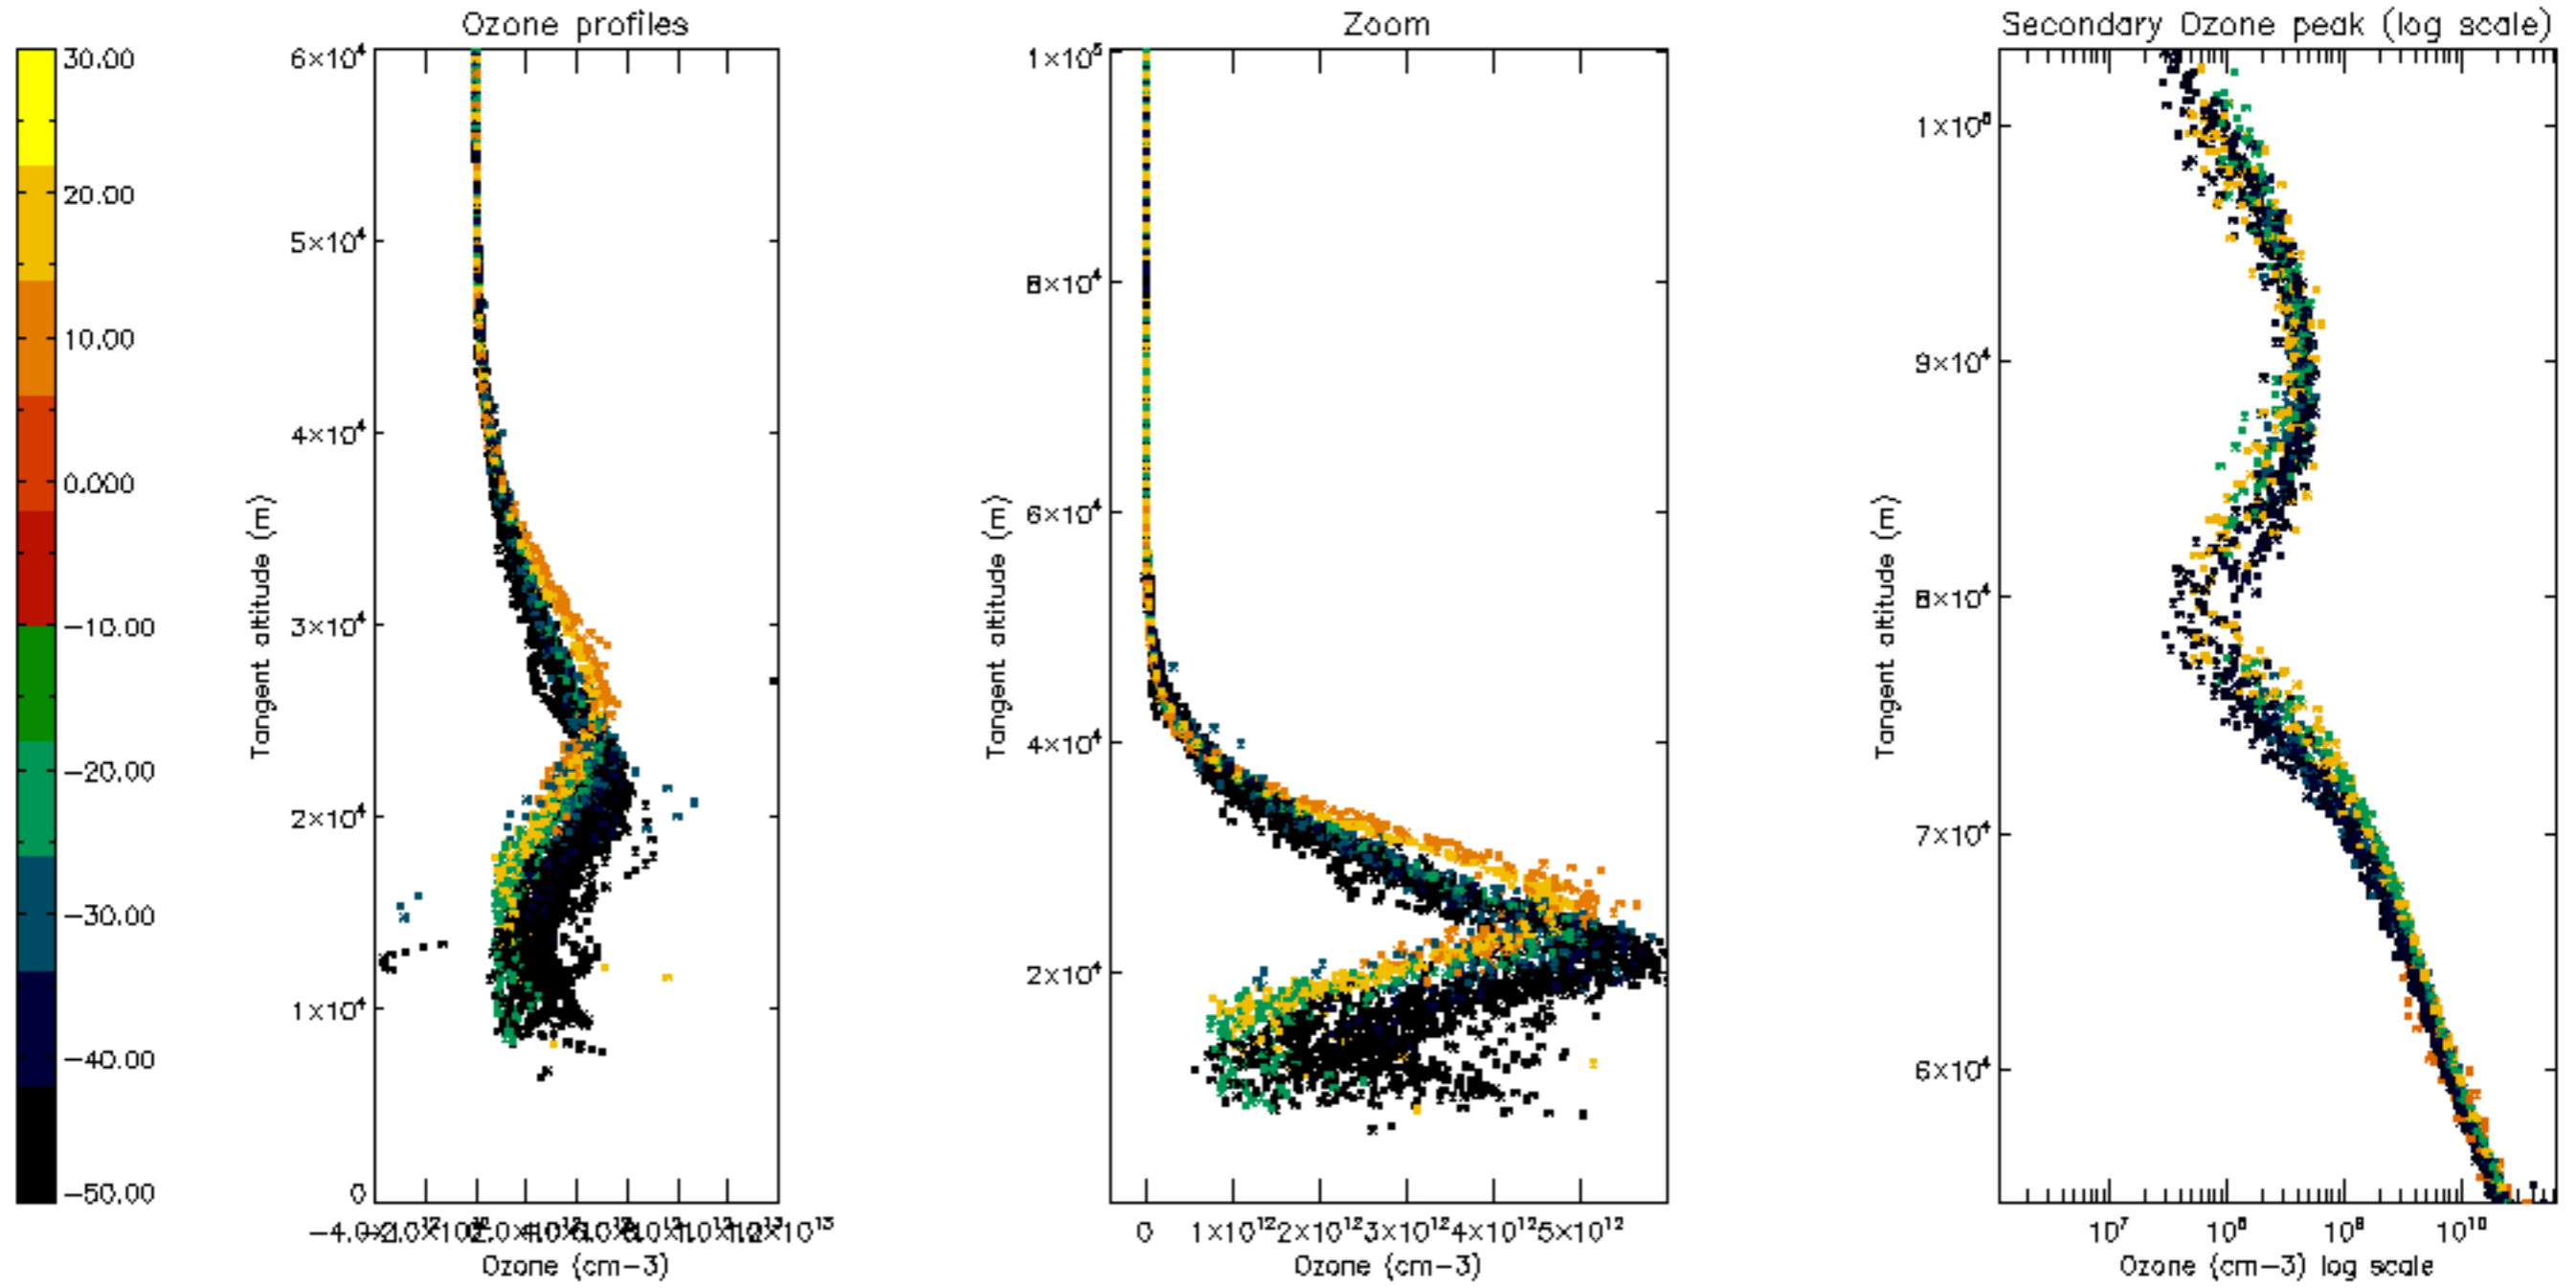 Ozone profiles
Zoom
Secondary Ozone peak (log scale)
30.00
20.00
10.00
0.000
−10.00
−20.00
−30.00
−40.00
−50.00
6×10⁴
5×10⁴
4×10⁴
3×10⁴
2×10⁴
1×10⁴
0
Tangent altitude (m)
Ozone (cm−3)
1×10⁵
8×10⁴
6×10⁴
4×10⁴
2×10⁴
Tangent altitude (m)
0 1×10¹² 2×10¹² 3×10¹² 4×10¹² 5×10¹²
Ozone (cm−3)
1×10⁵
9×10⁴
8×10⁴
7×10⁴
6×10⁴
Tangent altitude (m)
10⁷ 10⁸ 10⁹ 10¹⁰
Ozone (cm−3) log scale